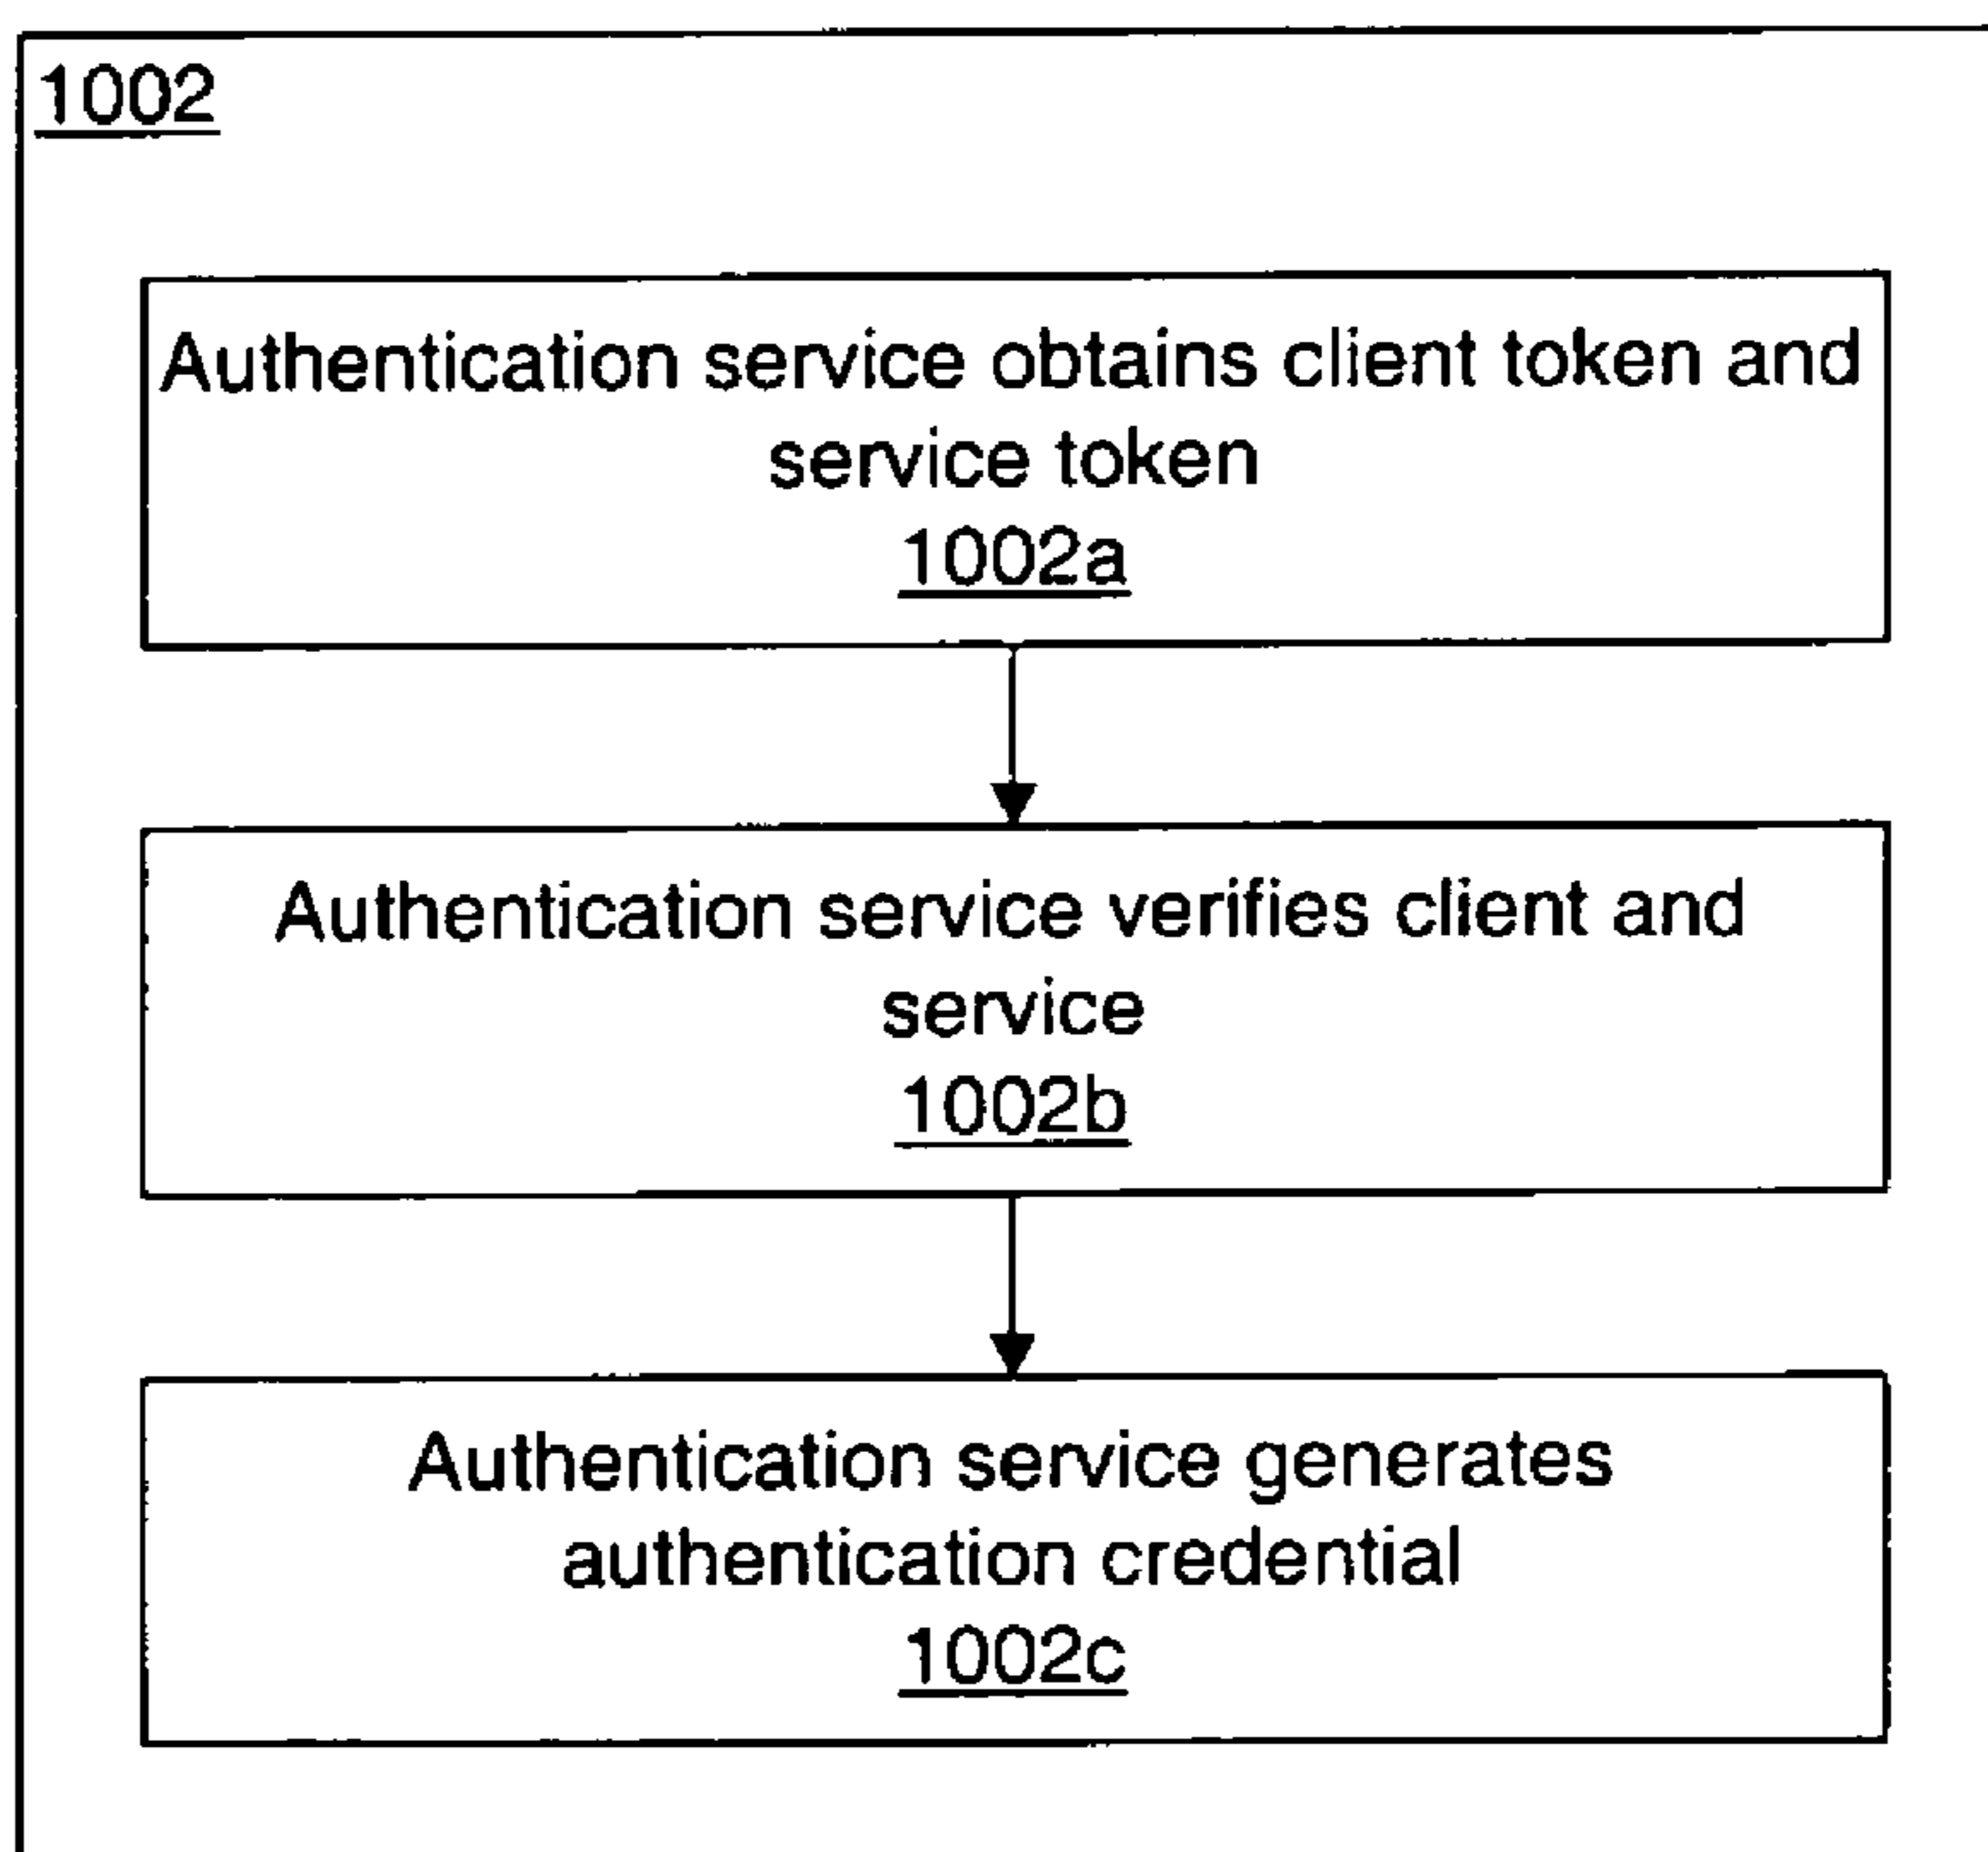 1002
Authentication service obtains client token and
service token
1002a
Authentication service verifies client and
service
1002b
Authentication service generates
authentication credential
1002c